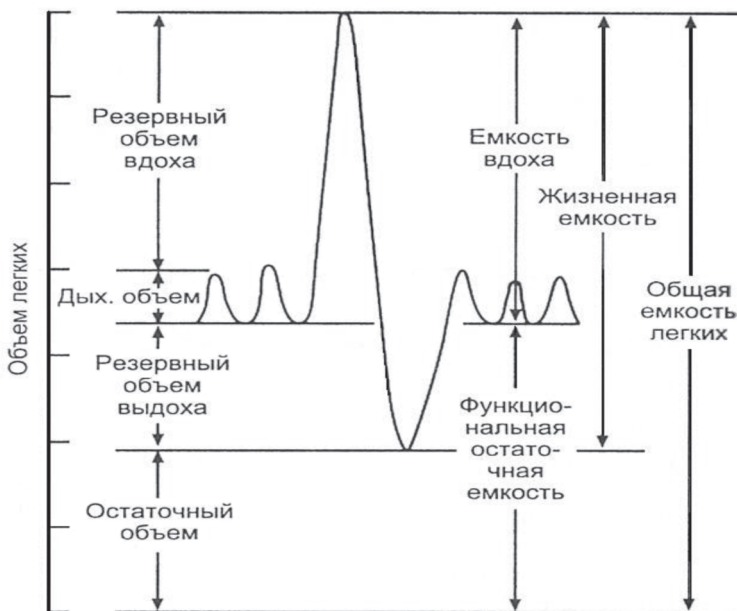 Объем легких
Резервный
объем
вдоха
Дых. объем
Резервный
объем
выдоха
Остаточный
объем
Емкость
вдоха
Функцио-
нальная
остато-
чная
емкость
Жизненная
емкость
Общая
емкость
легких